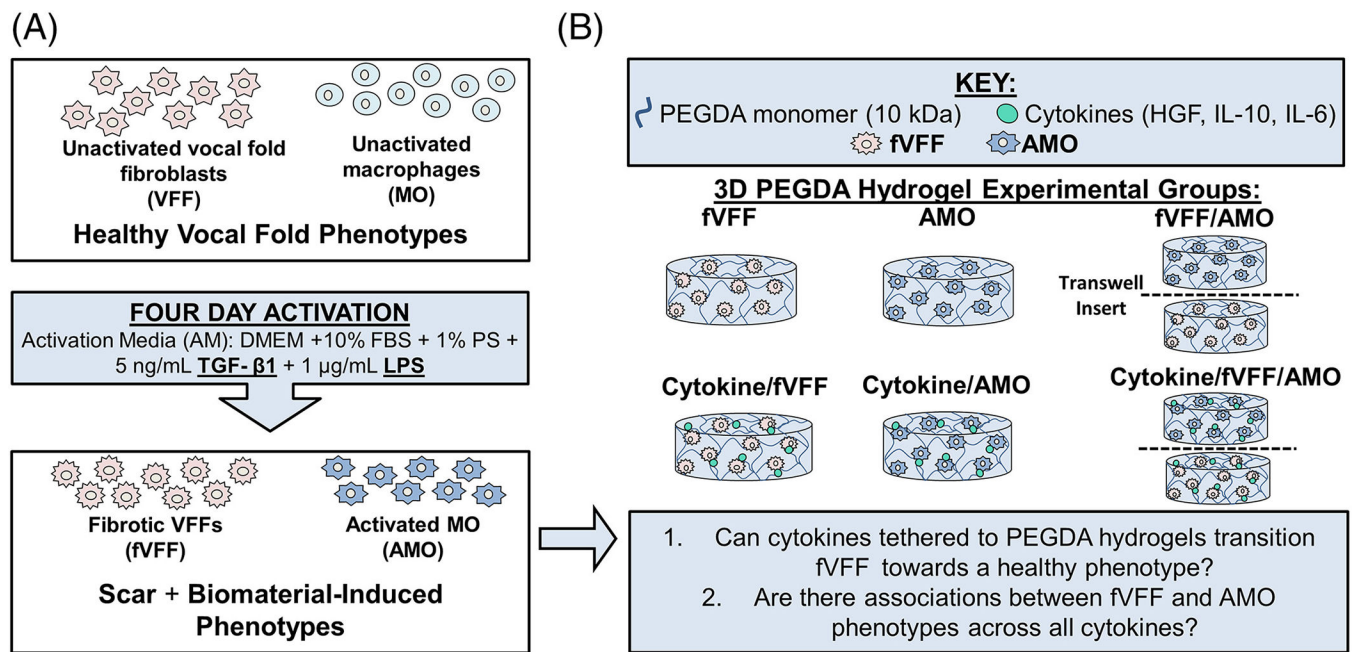 (A)
Unactivated vocal fold
fibroblasts
(VFF)
Unactivated
macrophages
(MO)
Healthy Vocal Fold Phenotypes
FOUR DAY ACTIVATION
Activation Media (AM): DMEM +10% FBS + 1% PS +
5 ng/mL TGF- β1 + 1 μg/mL LPS
Fibrotic VFFs
(fVFF)
Activated MO
(AMO)
Scar + Biomaterial-Induced
Phenotypes
(B)
KEY:
PEGDA monomer (10 kDa) Cytokines (HGF, IL-10, IL-6)
fVFF AMO
3D PEGDA Hydrogel Experimental Groups:
fVFF AMO fVFF/AMO
Transwell
Insert
Cytokine/fVFF Cytokine/AMO Cytokine/fVFF/AMO
1. Can cytokines tethered to PEGDA hydrogels transition
fVFF towards a healthy phenotype?
2. Are there associations between fVFF and AMO
phenotypes across all cytokines?